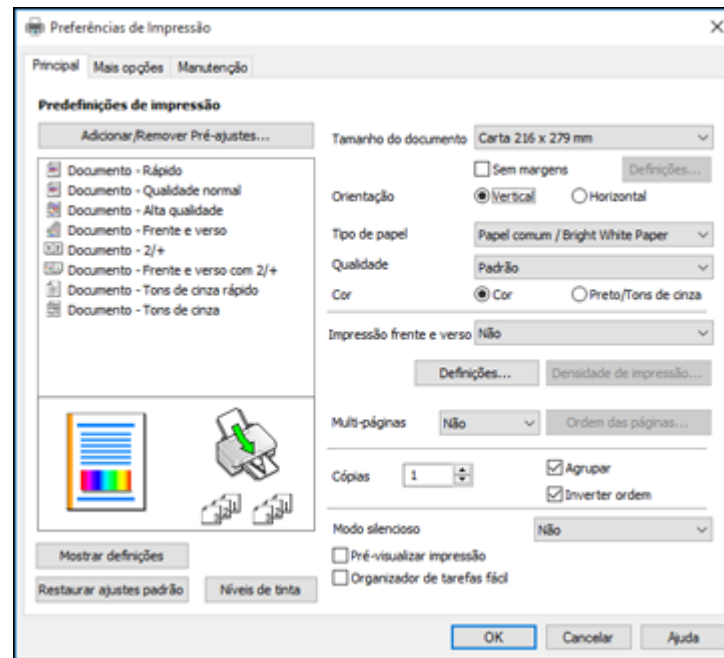 Preferências de Impressão
Principal
Mais opções
Manutenção
Predefinições de impressão
Adicionar/Remover Pré-ajustes...
Documento - Rápido
Documento - Qualidade normal
Documento - Alta qualidade
Documento - Frente e verso
Documento - 2/+
Documento - Frente e verso com 2/+
Documento - Tons de cinza rápido
Documento - Tons de cinza
Mostrar definições
Restaurar ajustes padrão
Níveis de tinta
Tamanho do documento Carta 216 x 279 mm
Sem margens Definições...
Orientação Vertical Horizontal
Tipo de papel Papel comum / Bright White Paper
Qualidade Padrão
Cor Cor Preto/Tons de cinza
Impressão frente e verso Não
Definições... Densidade de impressão...
Multi-páginas Não Ordem das páginas...
Cópias 1 Agrupar
Inverter ordem
Modo silencioso Não
Pré-visualizar impressão
Organizador de tarefas fácil
OK Cancelar Ajuda